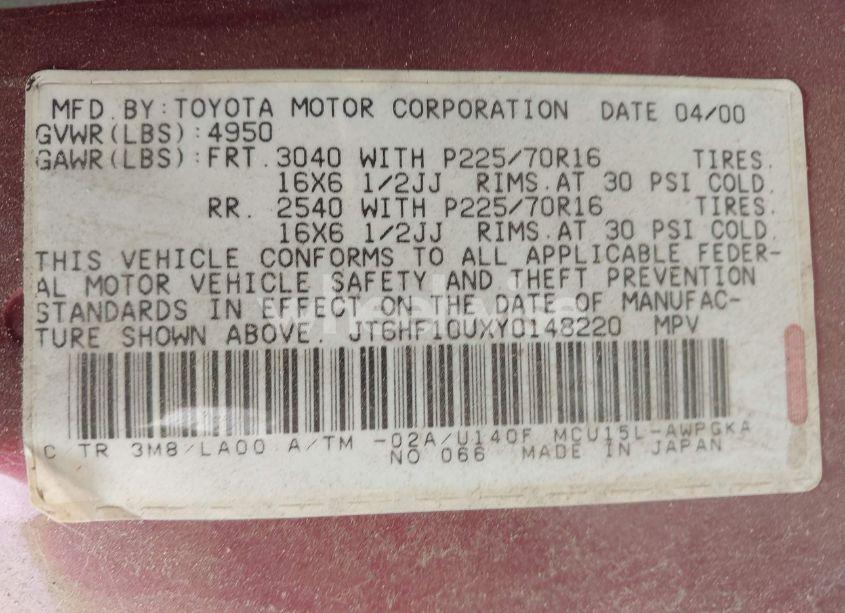 MFD. BY: TOYOTA MOTOR CORPORATION DATE 04/00
GVWR(LBS):4950
GAWR(LBS):FRT. 3040 WITH P225/70R16 TIRES.
16X6 1/2JJ RIMS.AT 30 PSI COLD.
RR. 2540 WITH P225/70R16 TIRES.
16X6 1/2JJ RIMS.AT 30 PSI COLD.
THIS VEHICLE CONFORMS TO ALL APPLICABLE FEDER-
AL MOTOR VEHICLE SAFETY AND THEFT PREVENTION
STANDARDS IN EFFECT ON THE DATE OF MANUFAC-
TURE SHOWN ABOVE. JT6HF10UXY0148220 MPV
C/TR 3M8/LA00 A/TM -02A/U140F MCU15L-AWPGKA
NO 066 MADE IN JAPAN